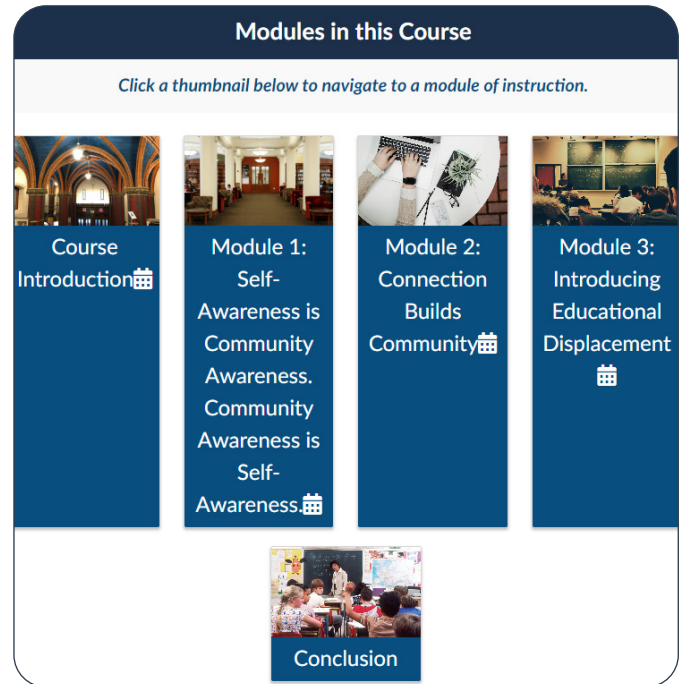 Modules in this Course
Click a thumbnail below to navigate to a module of instruction.
Course
Introduction
Module 1:
Self-
Awareness is
Community
Awareness.
Community
Awareness is
Self-
Awareness.
Module 2:
Connection
Builds
Community
Module 3:
Introducing
Educational
Displacement
Conclusion